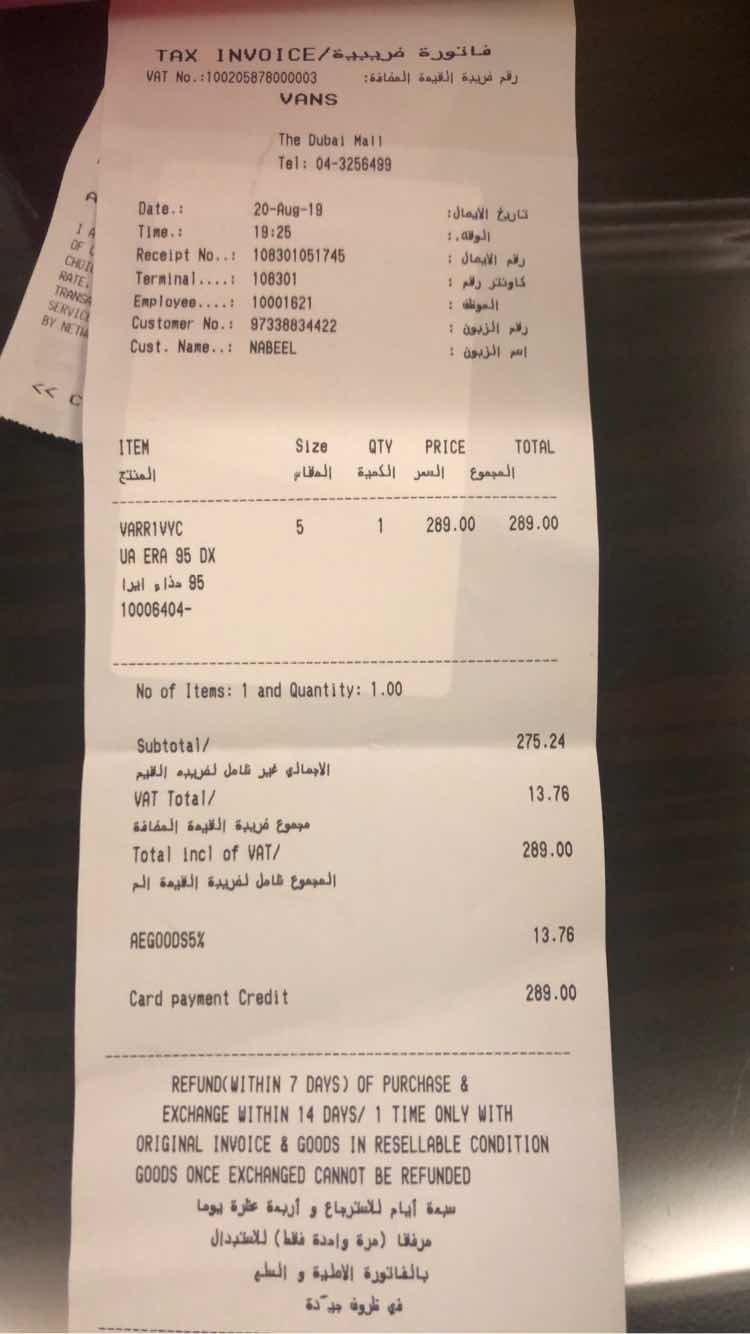 TAX INVOICE/فاتورة ضريبية
VAT No.:100205878000003 رقم ضريبة القيمة المضافة:
VANS
The Dubai Mall
Tel: 04-3256499
Date.: 20-Aug-19 تاريخ الايصال:
Time.: 19:25 الوقت.:
Receipt No..: 108301051745 رقم الايصال :
Terminal....: 108301 كاونتر رقم :
Employee....: 10001621 الموظف :
Customer No.: 97338834422 رقم الزبون :
Cust. Name..: NABEEL اسم الزبون :
ITEM Size QTY PRICE TOTAL
المنتج المقاس الكمية السعر المجموع
VARR1VYC 5 1 289.00 289.00
UA ERA 95 DX
95 حذاء ايرا
10006404-
No of Items: 1 and Quantity: 1.00
Subtotal/ 275.24
الاجمالي غير شامل لضريبه القيم
VAT Total/ 13.76
مجموع ضريبة القيمة المضافة
Total incl of VAT/ 289.00
المجموع شامل لضريبة القيمة الم
AEGOODS5% 13.76
Card payment Credit 289.00
REFUND(WITHIN 7 DAYS) OF PURCHASE &
EXCHANGE WITHIN 14 DAYS/ 1 TIME ONLY WITH
ORIGINAL INVOICE & GOODS IN RESELLABLE CONDITION
GOODS ONCE EXCHANGED CANNOT BE REFUNDED
سبعة أيام للاسترجاع و أربعة عشرة يوما
مرفقا (مرة واحدة فقط) للاستبدال
بالفاتورة الاصلية و السلع
في ظروف جيّدة
A
I A
OF
RATE,
TRANSA
SERVIC
BY NETW
<< C